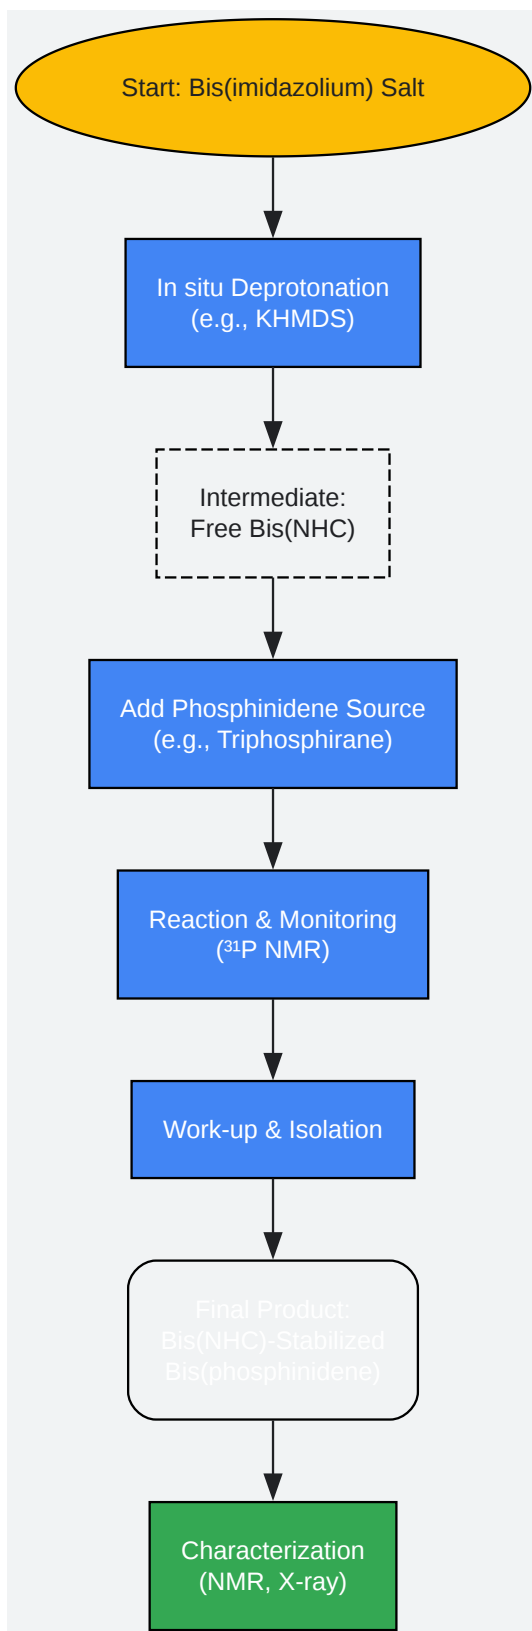 Start: Bis(imidazolium) Salt
In situ Deprotonation
(e.g., KHMDS)
Intermediate:
Free Bis(NHC)
Add Phosphinidene Source
(e.g., Triphosphirane)
Reaction & Monitoring
(³¹P NMR)
Work-up & Isolation
Final Product:
Bis(NHC)-Stabilized
Bis(phosphinidene)
Characterization
(NMR, X-ray)